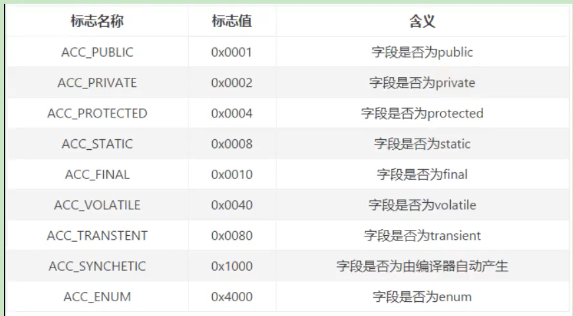 标志名称 标志值 含义
ACC_PUBLIC 0x0001 字段是否为public
ACC_PRIVATE 0x0002 字段是否为private
ACC_PROTECTED 0x0004 字段是否为protected
ACC_STATIC 0x0008 字段是否为static
ACC_FINAL 0x0010 字段是否为final
ACC_VOLATILE 0x0040 字段是否为volatile
ACC_TRANSTENT 0x0080 字段是否为transient
ACC_SYNCHETIC 0x1000 字段是否为由编译器自动产生
ACC_ENUM 0x4000 字段是否为enum